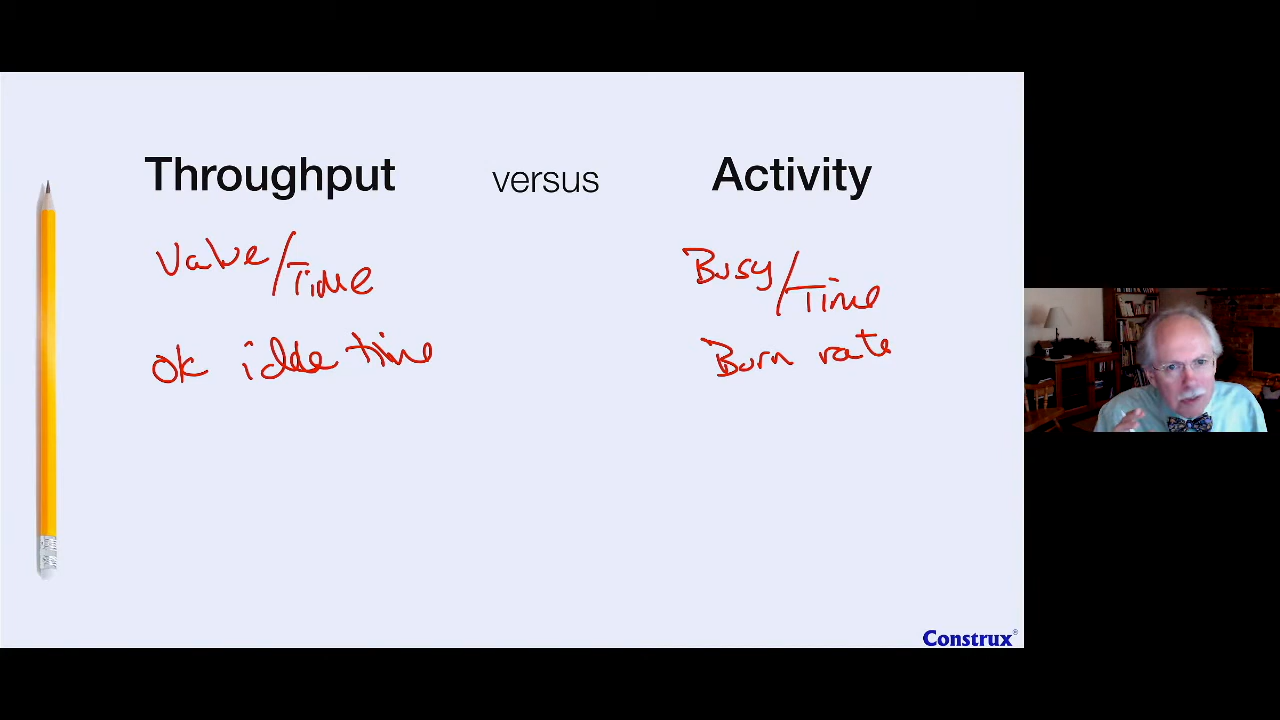 Throughput versus Activity
Value/Time
Busy/Time
ok idle time
Burn rate
Construx®